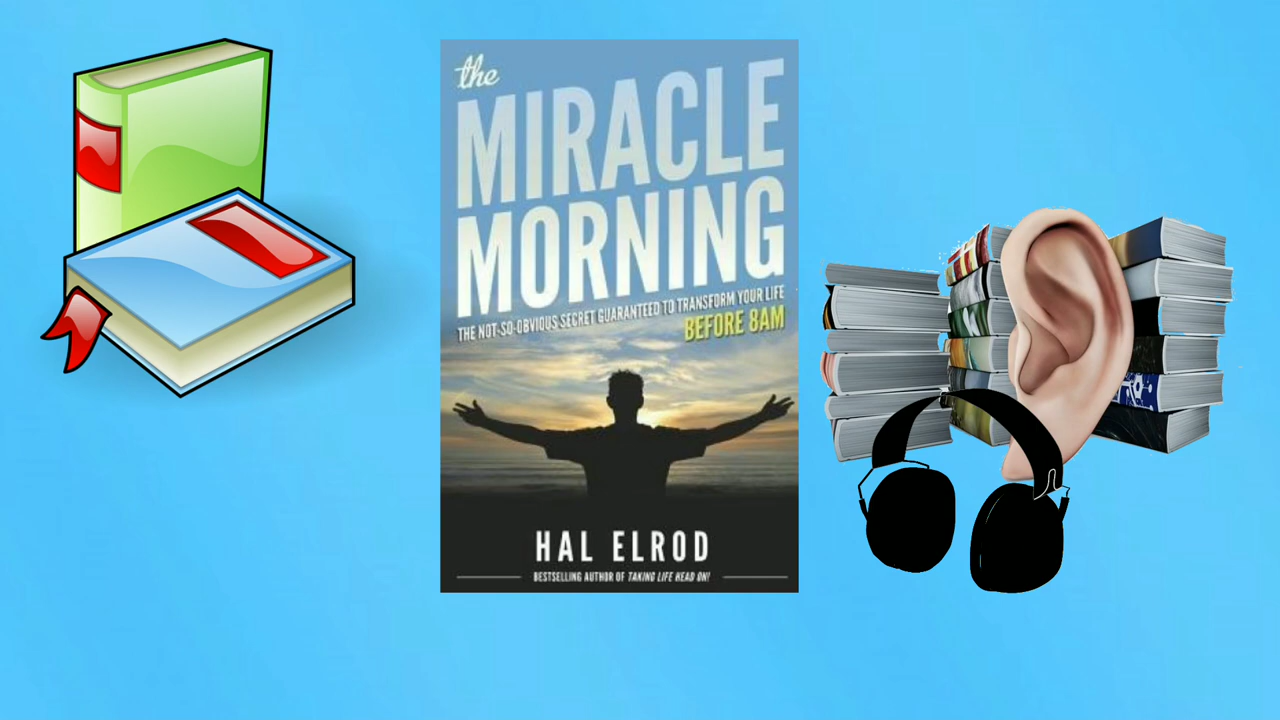 the
MIRACLE
MORNING
THE NOT-SO-OBVIOUS SECRET GUARANTEED TO TRANSFORM YOUR LIFE
BEFORE 8AM
HAL ELROD
BESTSELLING AUTHOR OF TAKING LIFE HEAD ON!